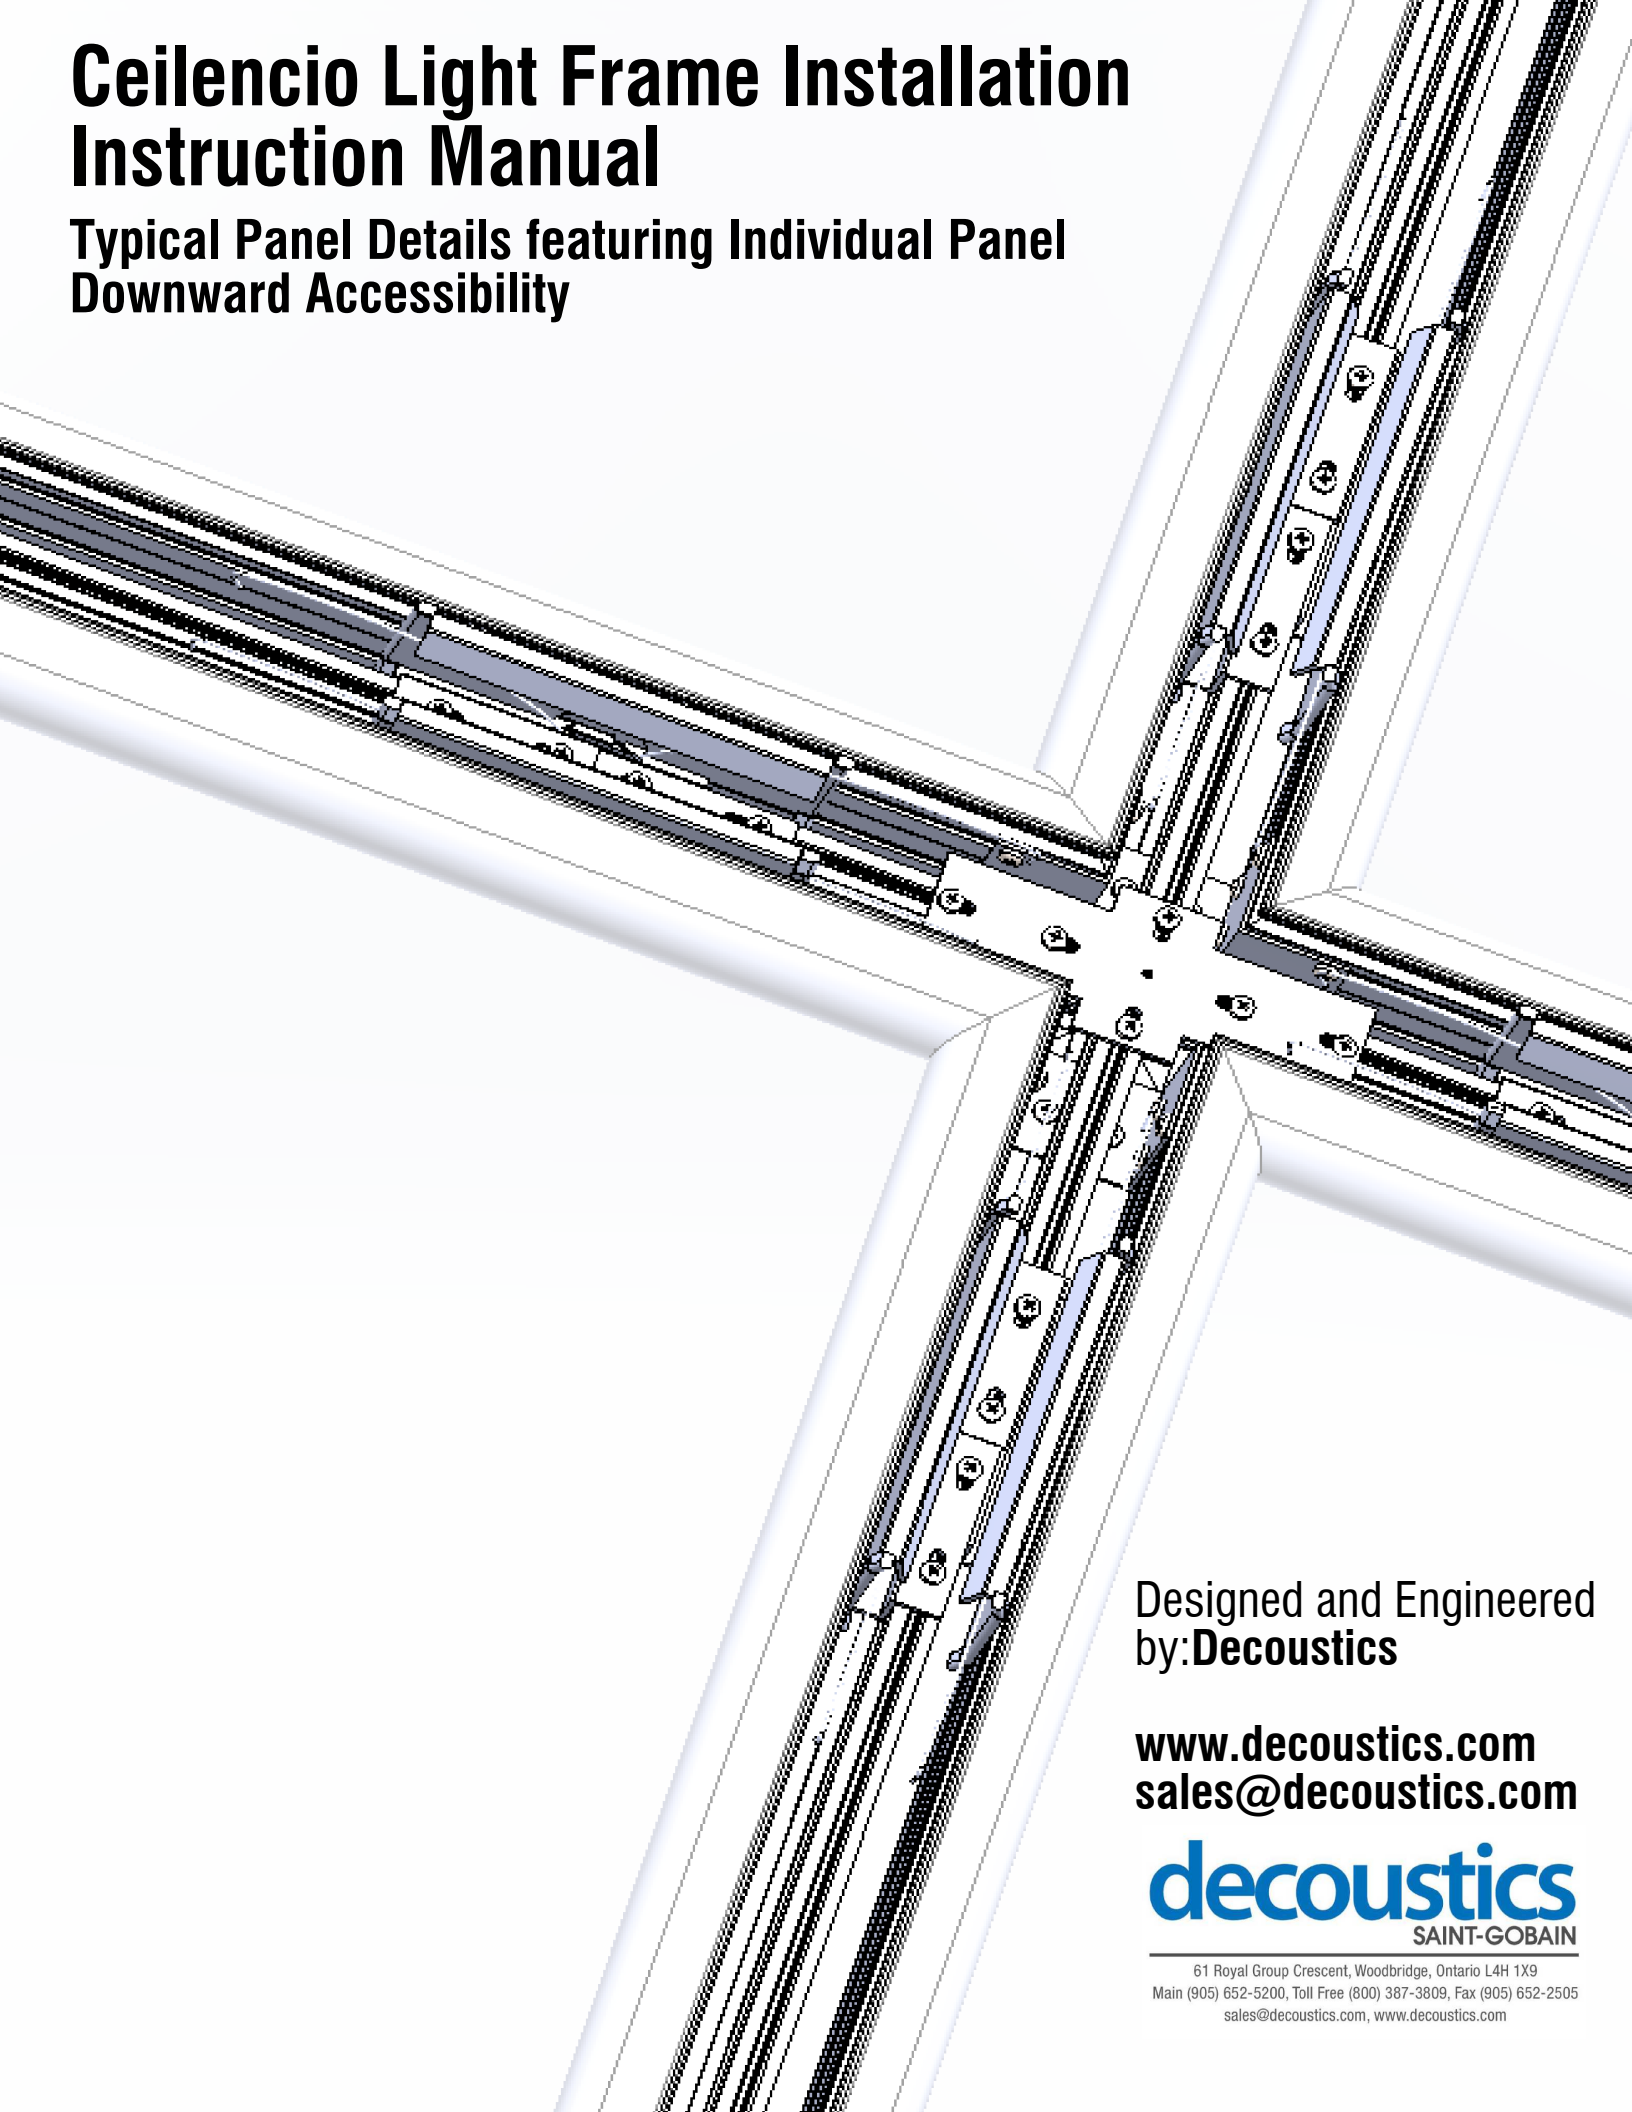 Ceilencio Light Frame Installation
Instruction Manual
Typical Panel Details featuring Individual Panel
Downward Accessibility
Designed and Engineered
by:Decoustics
www.decoustics.com
sales@decoustics.com
decoustics
SAINT-GOBAIN
61 Royal Group Crescent, Woodbridge, Ontario L4H 1X9
Main (905) 652-5200, Toll Free (800) 387-3809, Fax (905) 652-2505
sales@decoustics.com, www.decoustics.com